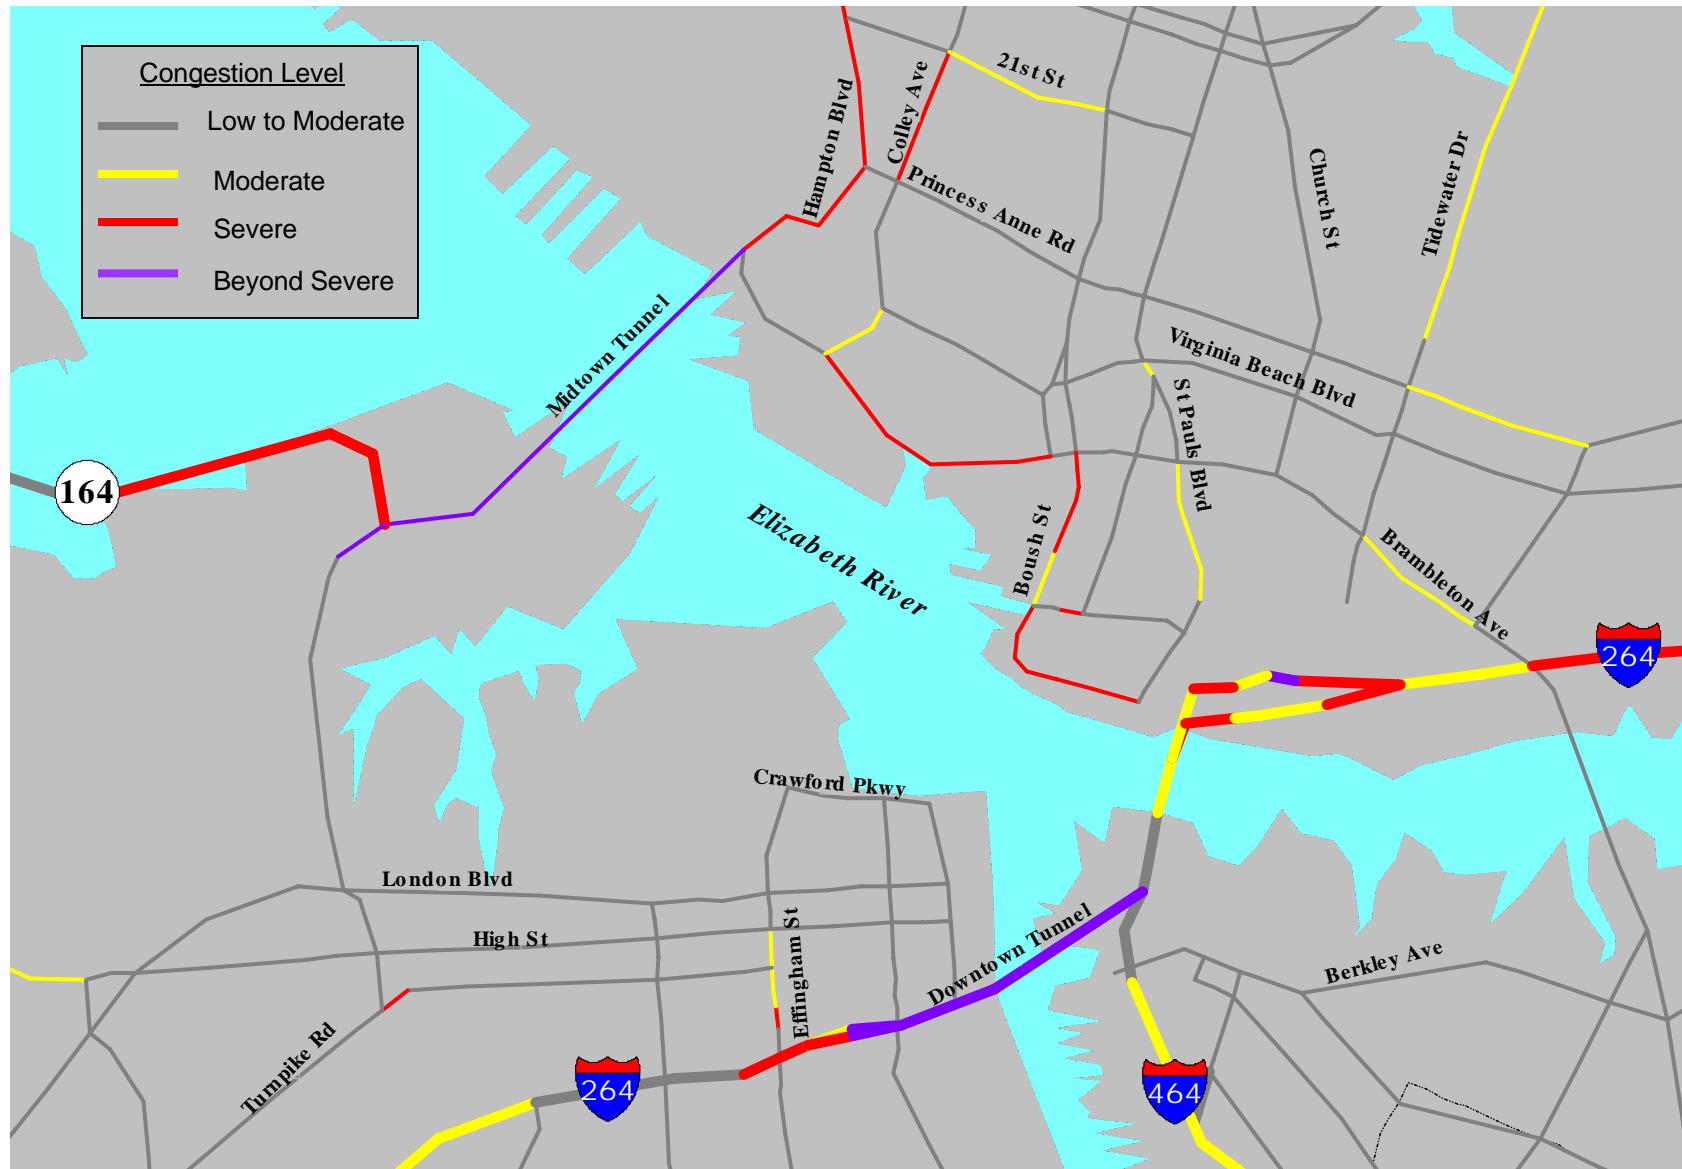 Congestion Level
Low to Moderate
Moderate
Severe
Beyond Severe
21st St
Colley Ave
Hampton Blvd
Princess Anne Rd
Church St
Tidewater Dr
Midtown Tunnel
Virginia Beach Blvd
St Pauls Blvd
164
Elizabeth River
Boush St
Brambleton Ave
264
Crawford Pkwy
London Blvd
High St
Effingham St
Downtown Tunnel
Berkley Ave
Turnpike Rd
264
464